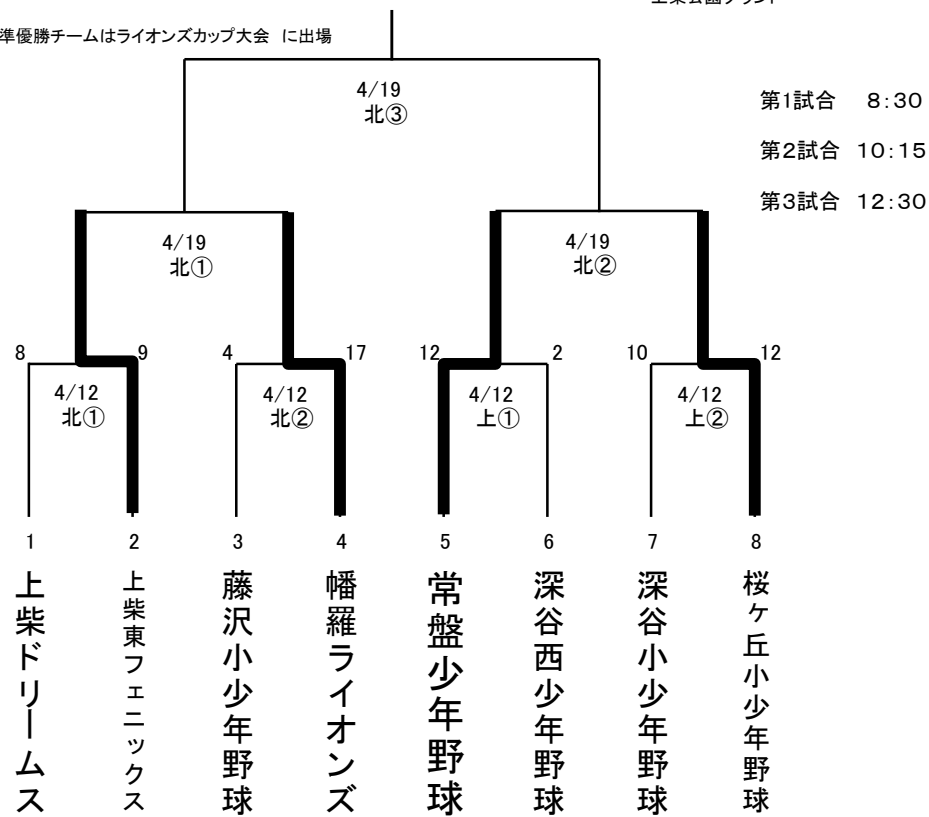 準優勝チームはライオンズカップ大会 に出場
4/19
北③
第1試合 8:30
第2試合 10:15
第3試合 12:30
4/19
北①
4/19
北②
8 9 4 17 12 2 10 12
4/12
北①
4/12
北②
4/12
上①
4/12
上②
1 2 3 4 5 6 7 8
上柴ドリームス
上柴東フェニックス
藤沢小少年野球
幡羅ライオンズ
常盤少年野球
深谷西少年野球
深谷小少年野球
桜ヶ丘小少年野球